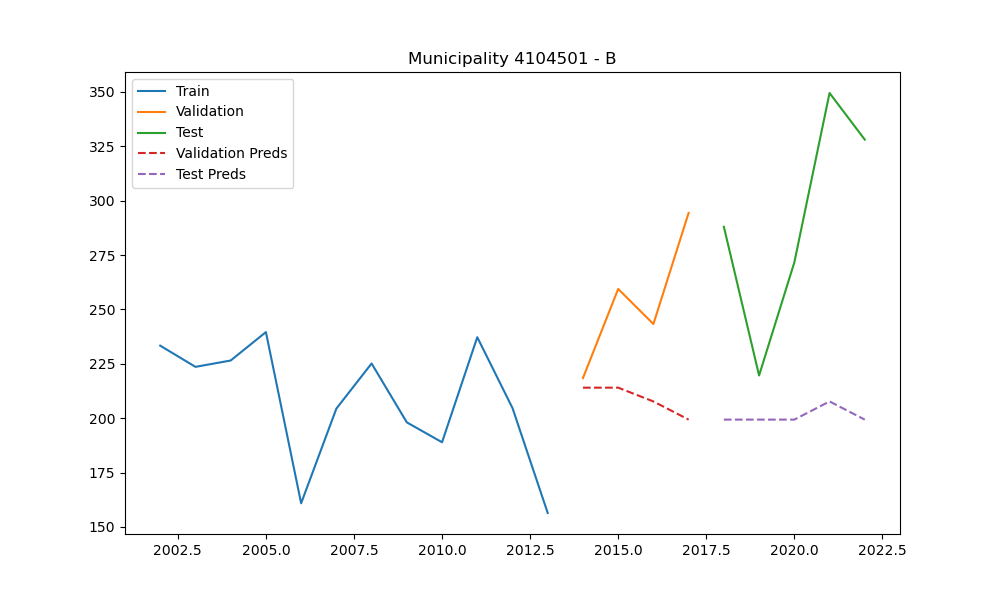 Municipality 4104501 - B
Train
Validation
Test
Validation Preds
Test Preds
350
325
300
275
250
225
200
175
150
2002.5 2005.0 2007.5 2010.0 2012.5 2015.0 2017.5 2020.0 2022.5